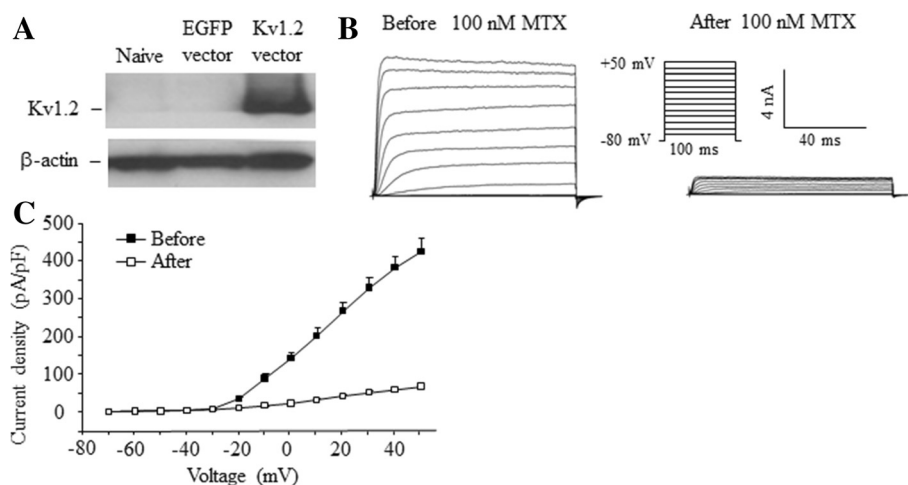 A
EGFP Kv1.2
Naive vector vector
Kv1.2 –
β-actin –
B
Before 100 nM MTX
After 100 nM MTX
+50 mV
-80 mV
100 ms
4 nA
40 ms
C
Before
After
Current density (pA/pF)
500
400
300
200
100
0
-80 -60 -40 -20 0 20 40
Voltage (mV)